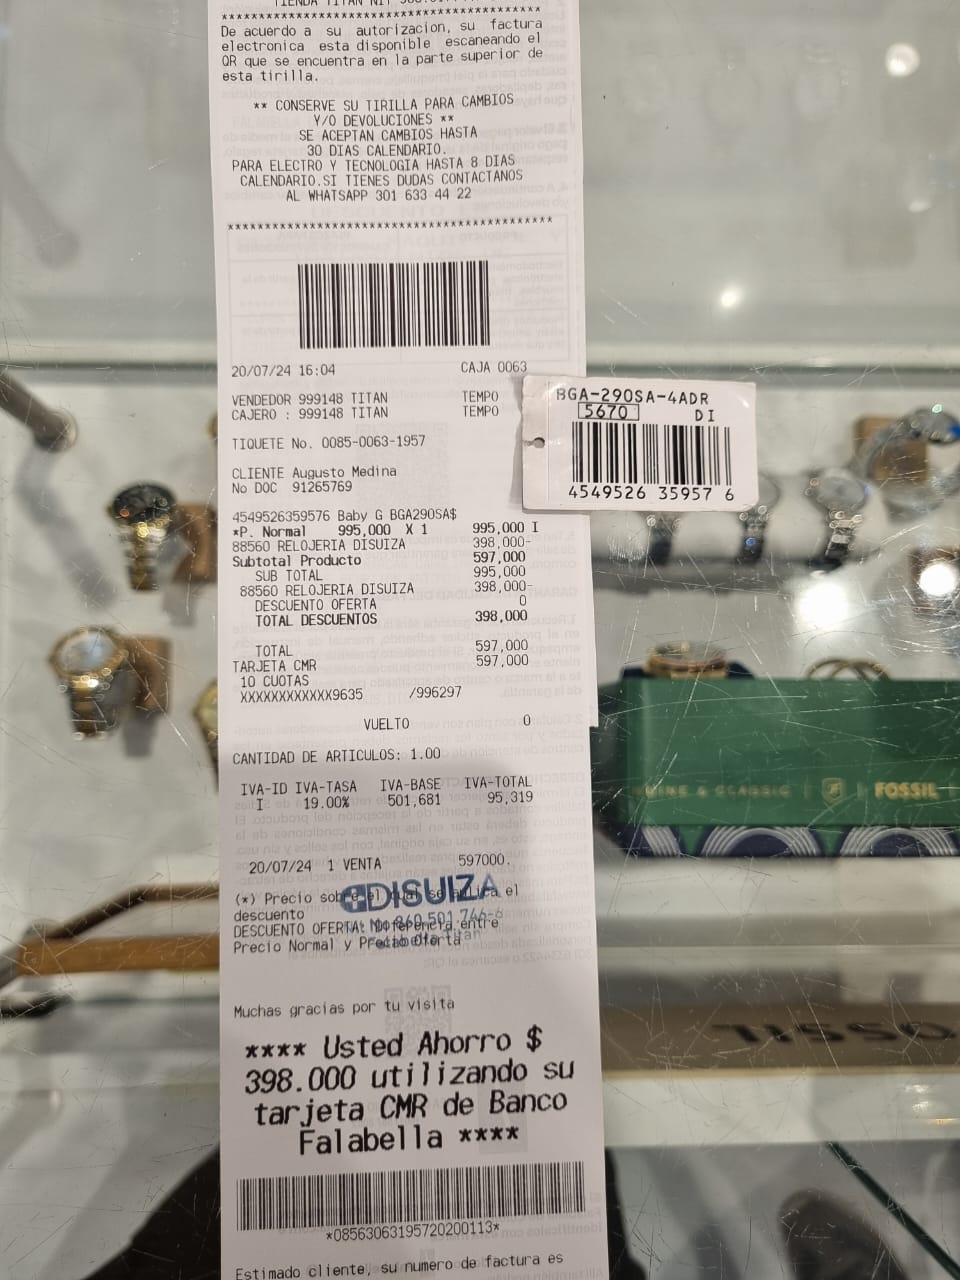 TIENDA TITAN NIT
****************************************
De acuerdo a su autorizacion, su factura
electronica esta disponible escaneando el
QR que se encuentra en la parte superior de
esta tirilla.
** CONSERVE SU TIRILLA PARA CAMBIOS
Y/O DEVOLUCIONES **
SE ACEPTAN CAMBIOS HASTA
30 DIAS CALENDARIO.
PARA ELECTRO Y TECNOLOGIA HASTA 8 DIAS
CALENDARIO.SI TIENES DUDAS CONTACTANOS
AL WHATSAPP 301 633 44 22
****************************************
20/07/24 16:04 CAJA 0063
VENDEDOR 999148 TITAN TEMPO
CAJERO : 999148 TITAN TEMPO
TIQUETE No. 0085-0063-1957
CLIENTE Augusto Medina
No DOC 91265769
4549526359576 Baby G BGA290SA$
*P. Normal 995,000 X 1 995,000 I
88560 RELOJERIA DISUIZA 398,000-
Subtotal Producto 597,000
SUB TOTAL 995,000
88560 RELOJERIA DISUIZA 398,000-
DESCUENTO OFERTA 0
TOTAL DESCUENTOS 398,000
TOTAL 597,000
TARJETA CMR 597,000
10 CUOTAS
XXXXXXXXXXXX9635 /996297
VUELTO 0
CANTIDAD DE ARTICULOS: 1.00
IVA-ID IVA-TASA IVA-BASE IVA-TOTAL
I 19.00% 501,681 95,319
20/07/24 1 VENTA 597000.
(*) Precio sobre el cual se aplica el
descuento
DESCUENTO OFERTA: Diferencia entre
Precio Normal y Precio Oferta
DISUIZA
Muchas gracias por tu visita
**** Usted Ahorro $
398.000 utilizando su
tarjeta CMR de Banco
Falabella ****
*08563063195720200113*
Estimado cliente, su numero de factura es
BGA-290SA-4ADR
5670 DI
4549526 35957 6
FOSSIL